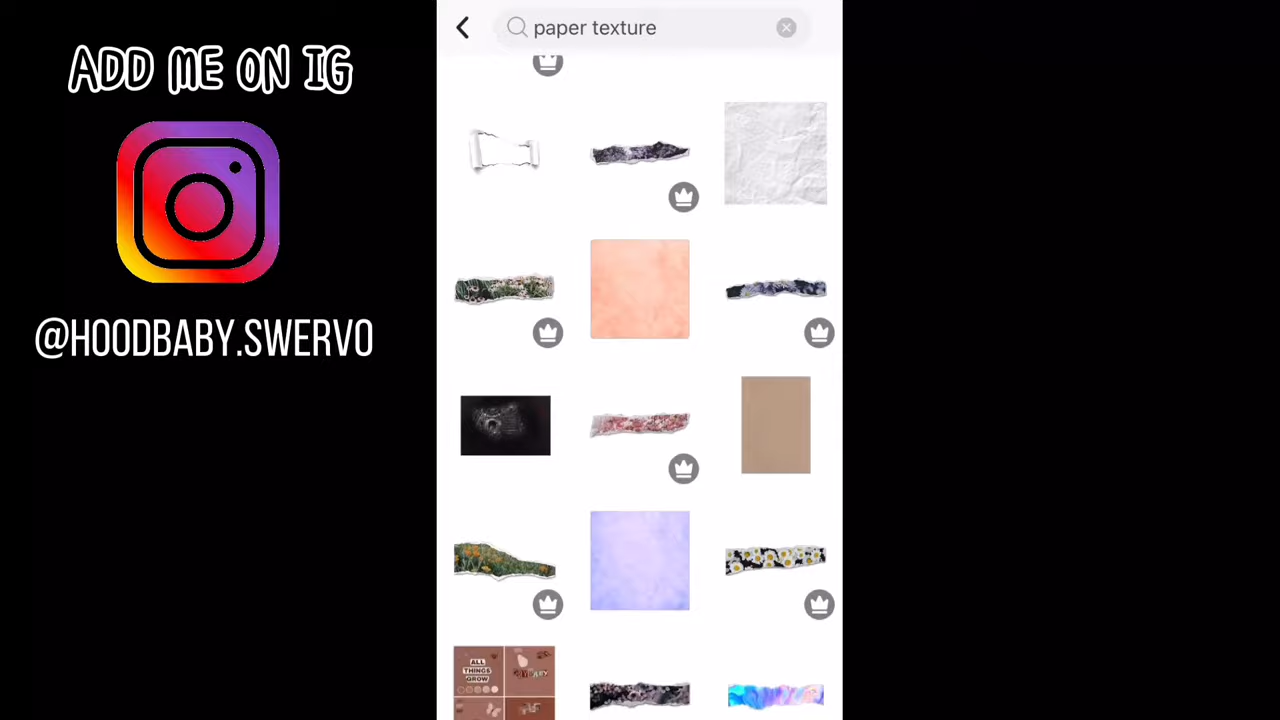 paper texture
ADD ME ON IG
@HOODBABY.SWERVO
ALL
THINGS
GROW